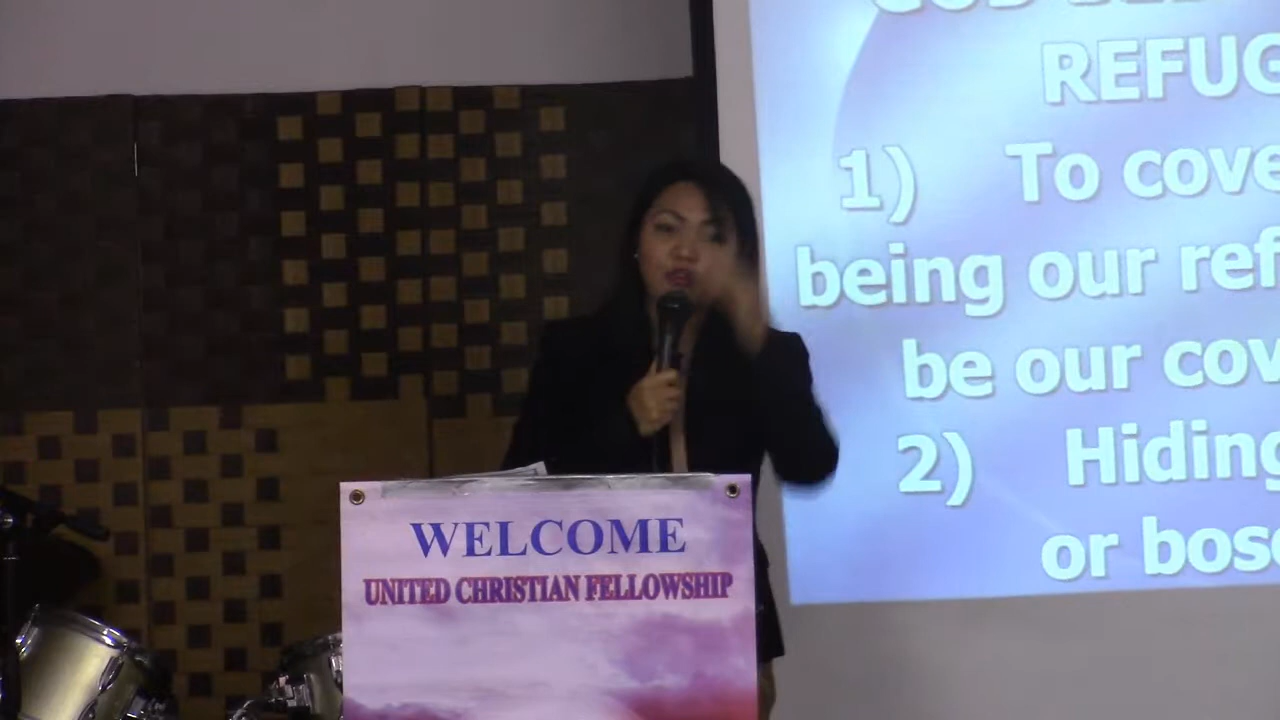 WELCOME
UNITED CHRISTIAN FELLOWSHIP
REFUG
1) To cove
being our ref
be our cov
2) Hiding
or bos